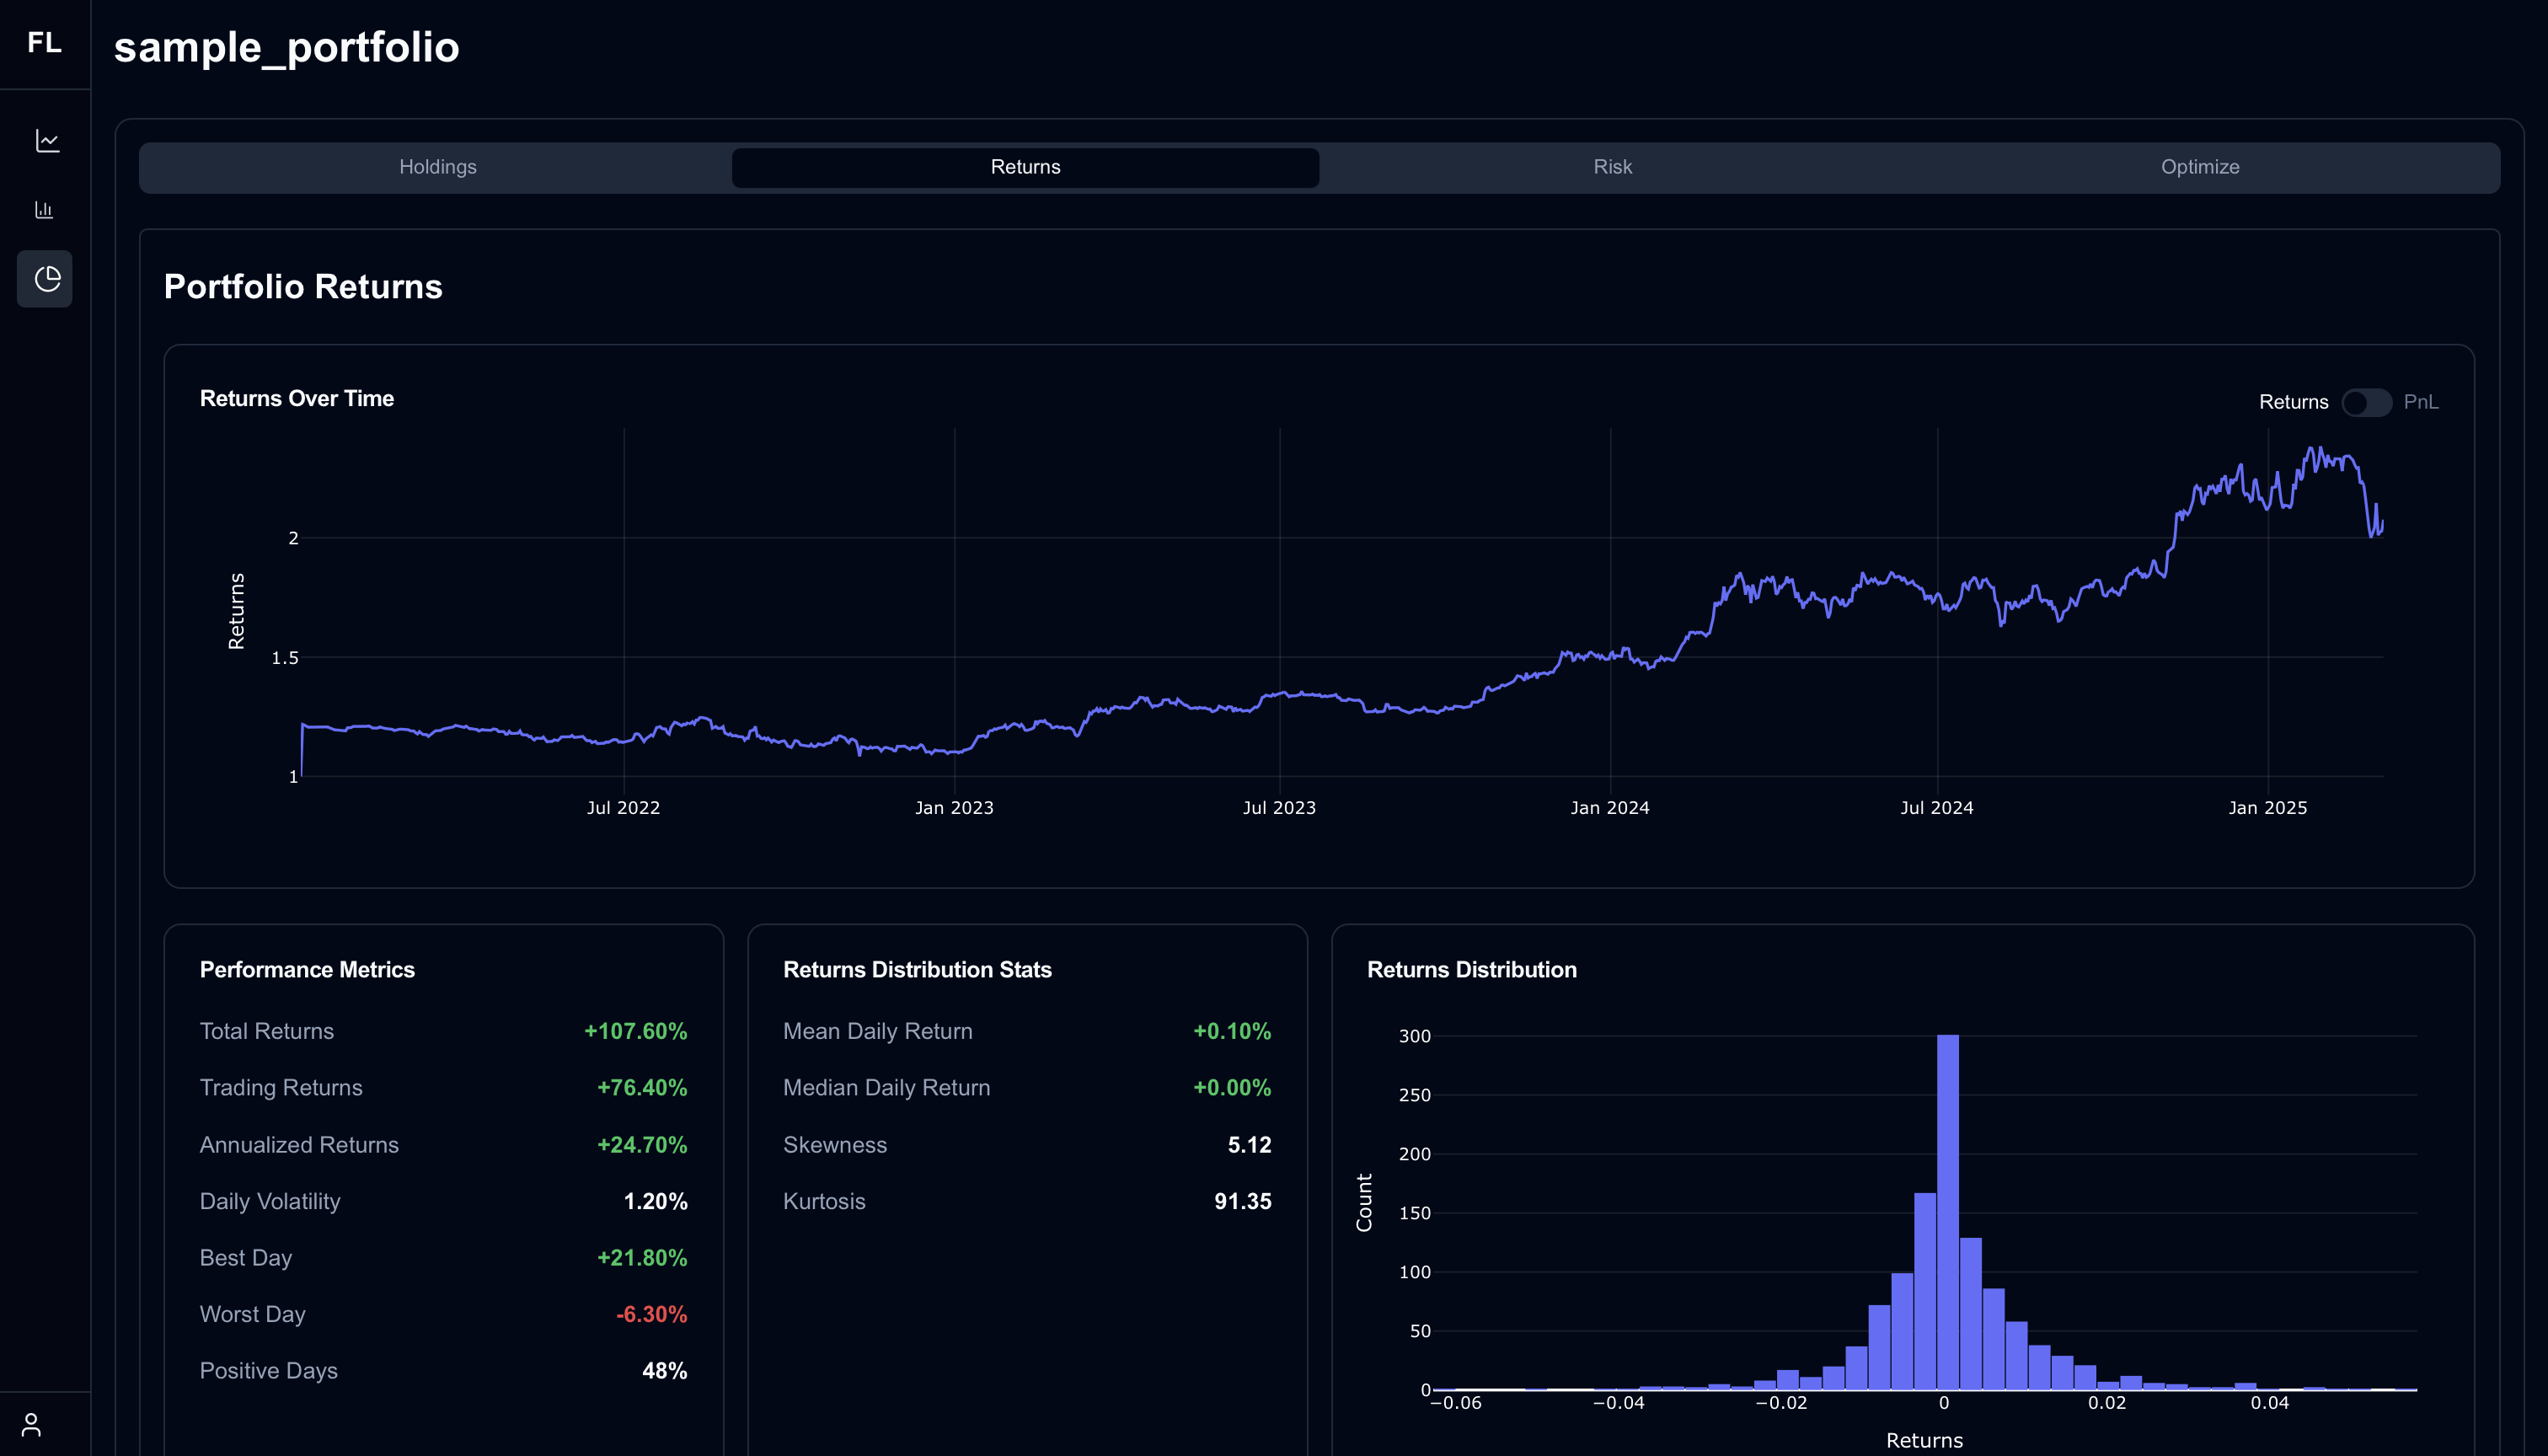 FL
sample_portfolio
Holdings
Returns
Risk
Optimize
Portfolio Returns
Returns Over Time
Returns
PnL
Returns
2
1.5
1
Jul 2022
Jan 2023
Jul 2023
Jan 2024
Jul 2024
Jan 2025
Performance Metrics
Total Returns +107.60%
Trading Returns +76.40%
Annualized Returns +24.70%
Daily Volatility 1.20%
Best Day +21.80%
Worst Day -6.30%
Positive Days 48%
Returns Distribution Stats
Mean Daily Return +0.10%
Median Daily Return +0.00%
Skewness 5.12
Kurtosis 91.35
Returns Distribution
Count
300
250
200
150
100
50
0
−0.06
−0.04
−0.02
0
0.02
0.04
Returns